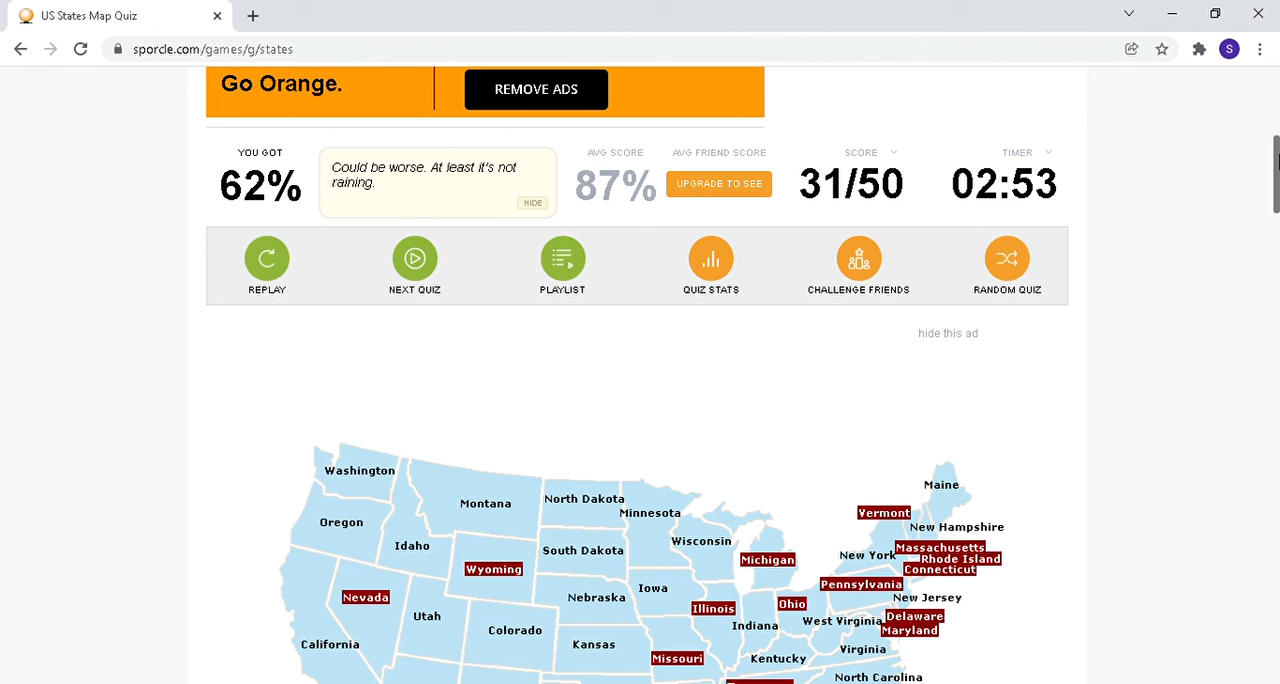 US States Map Quiz
sporcle.com/games/g/states
S
Go Orange.
REMOVE ADS
YOU GOT
62%
Could be worse. At least it's not
raining.
HIDE
AVG SCORE
87%
AVG FRIEND SCORE
UPGRADE TO SEE
SCORE
31/50
TIMER
02:53
REPLAY
NEXT QUIZ
PLAYLIST
QUIZ STATS
CHALLENGE FRIENDS
RANDOM QUIZ
hide this ad
Washington
Maine
Montana
North Dakota
Minnesota
Vermont
Oregon
New Hampshire
Idaho
South Dakota
Wisconsin
Michigan
New York
Massachusetts
Rhode Island
Connecticut
Wyoming
Pennsylvania
Nevada
Nebraska
Iowa
Illinois
Ohio
New Jersey
Utah
Colorado
Indiana
West Virginia
Delaware
Maryland
California
Kansas
Missouri
Kentucky
Virginia
North Carolina